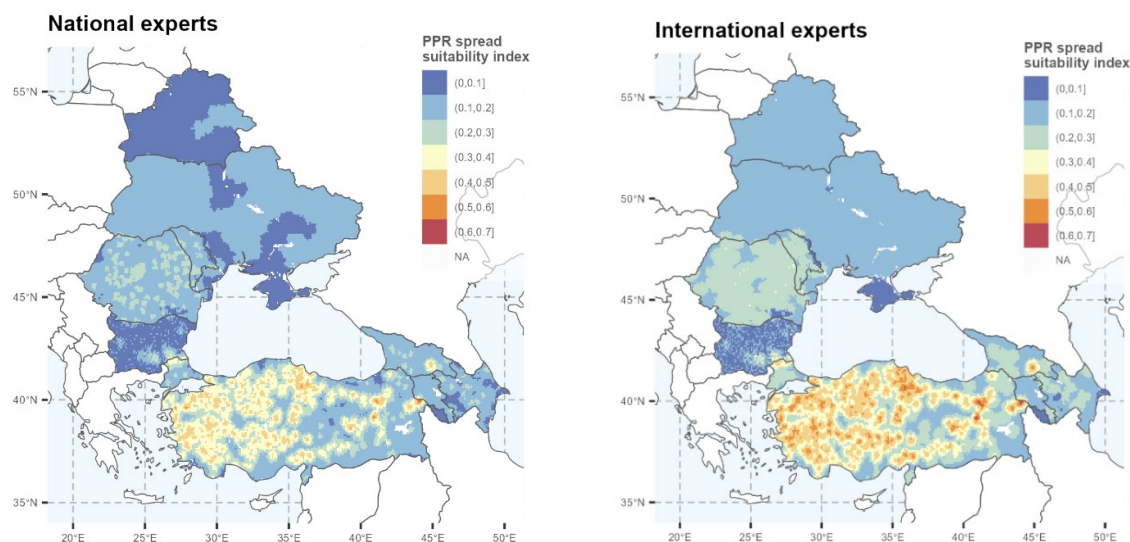 National experts
PPR spread
suitability index
(0,0.1]
(0.1,0.2]
(0.2,0.3]
(0.3,0.4]
(0.4,0.5]
(0.5,0.6]
(0.6,0.7]
NA
55°N
50°N
45°N
40°N
35°N
20°E
25°E
30°E
35°E
40°E
45°E
50°E
International experts
PPR spread
suitability index
(0,0.1]
(0.1,0.2]
(0.2,0.3]
(0.3,0.4]
(0.4,0.5]
(0.5,0.6]
(0.6,0.7]
NA
55°N
50°N
45°N
40°N
35°N
20°E
25°E
30°E
35°E
40°E
45°E
50°E